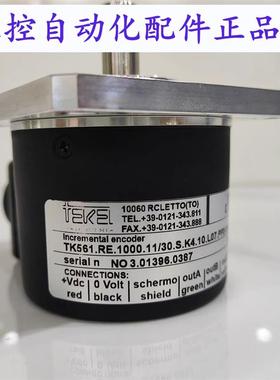 控自动化配件正品
TEKEL
10060 RCLETTO(TO)
TEL.+39-0121-343.811
FAX.+39-0121-343.888
Incremental encoder
TK561.RE.1000.11/30.S.K4.10.L07
serial n NO 3.01396.0387
CONNECTIONS:
+Vdc 0 Volt schermo outA outB
red black shield green white